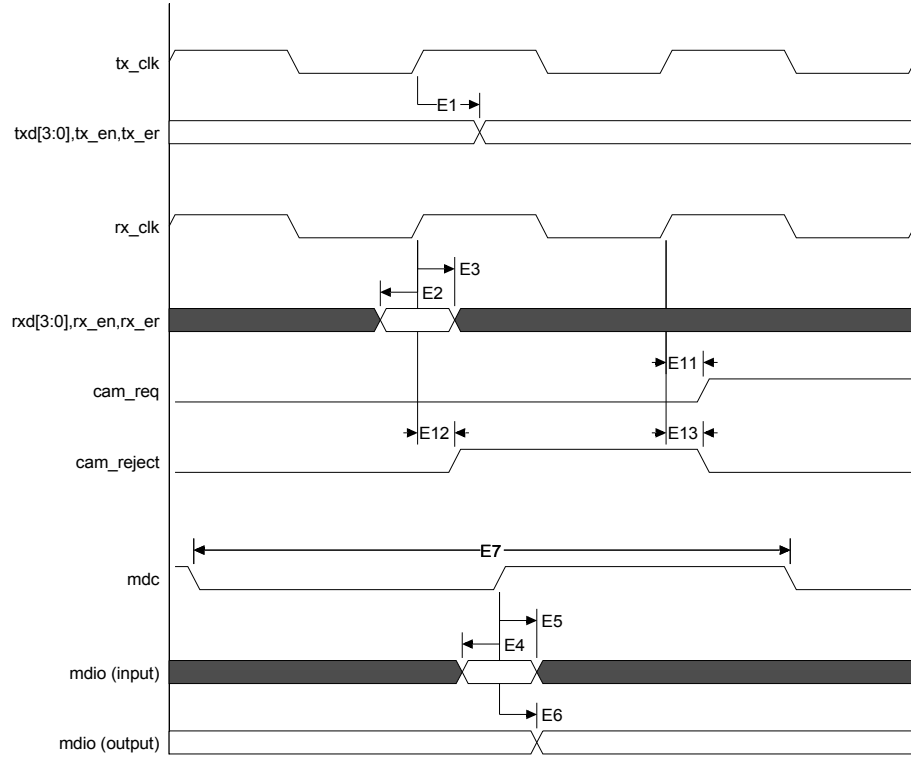 tx_clk
E1
txd[3:0],tx_en,tx_er
rx_clk
E3
E2
rxd[3:0],rx_en,rx_er
E11
cam_req
E12
E13
cam_reject
E7
mdc
E5
E4
mdio (input)
E6
mdio (output)